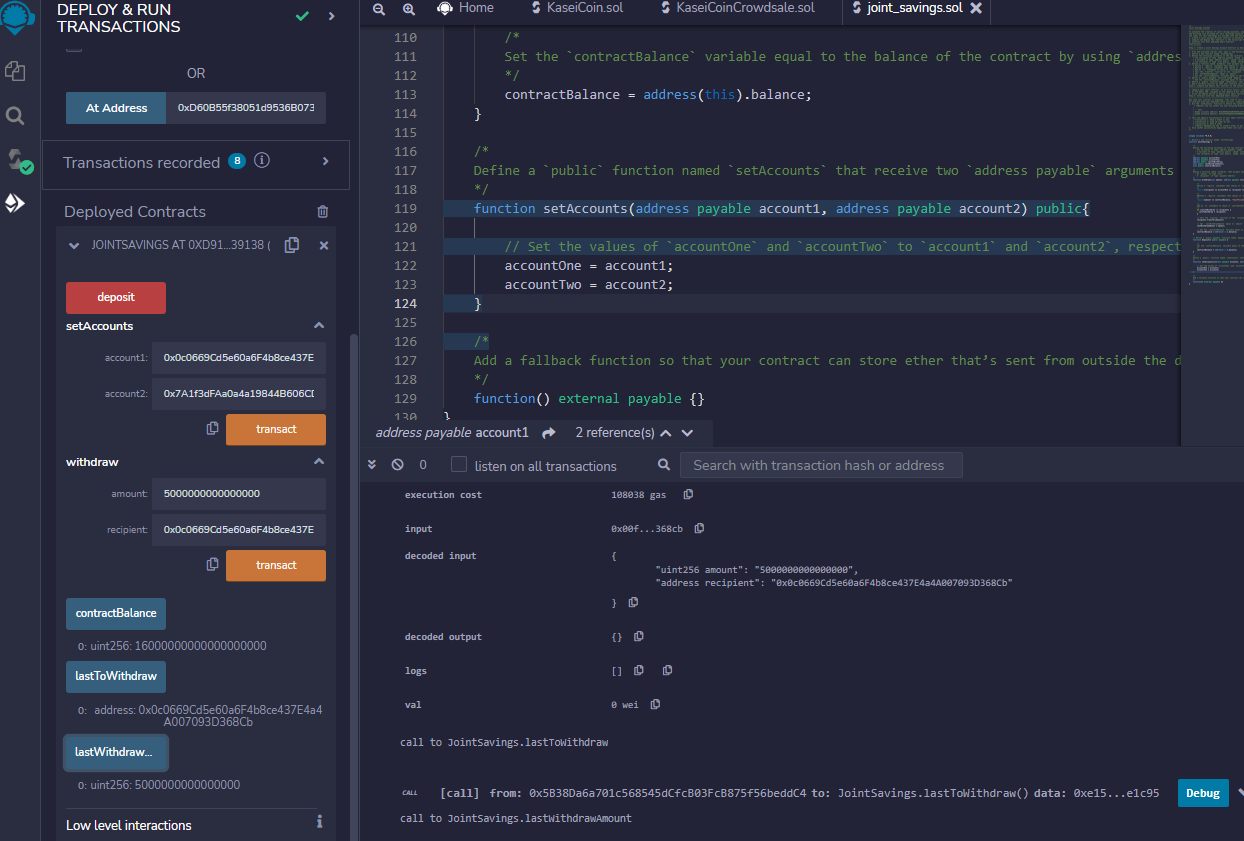 DEPLOY & RUN
TRANSACTIONS
OR
At Address
0xD60B55f38051d9536B073
Transactions recorded 8
Deployed Contracts
JOINTSAVINGS AT 0XD91...39138 (
deposit
setAccounts
account1: 0x0c0669Cd5e60a6F4b8ce437E
account2: 0x7A1f3dFAa0a4a19844B606CD
transact
withdraw
amount: 5000000000000000
recipient: 0x0c0669Cd5e60a6F4b8ce437E
transact
contractBalance
0: uint256: 16000000000000000000
lastToWithdraw
0: address: 0x0c0669Cd5e60a6F4b8ce437E4a4
A007093D368Cb
lastWithdraw...
0: uint256: 5000000000000000
Low level interactions
Home KaseiCoin.sol KaseiCoinCrowdsale.sol joint_savings.sol
110 /*
111 Set the `contractBalance` variable equal to the balance of the contract by using `addres
112 */
113 contractBalance = address(this).balance;
114 }
115
116 /*
117 Define a `public` function named `setAccounts` that receive two `address payable` arguments
118 */
119 function setAccounts(address payable account1, address payable account2) public{
120
121 // Set the values of `accountOne` and `accountTwo` to `account1` and `account2`, respect
122 accountOne = account1;
123 accountTwo = account2;
124 }
125
126 /*
127 Add a fallback function so that your contract can store ether that’s sent from outside the d
128 */
129 function() external payable {}
130 }
address payable account1 2 reference(s)
0 listen on all transactions Search with transaction hash or address
execution cost 108038 gas
input 0x00f...368cb
decoded input {
"uint256 amount": "5000000000000000",
"address recipient": "0x0c0669Cd5e60a6F4b8ce437E4a4A007093D368Cb"
}
decoded output {}
logs []
val 0 wei
call to JointSavings.lastToWithdraw
CALL [call] from: 0x5B38Da6a701c568545dCfcB03FcB875f56beddC4 to: JointSavings.lastToWithdraw() data: 0xe15...e1c95 Debug
call to JointSavings.lastWithdrawAmount